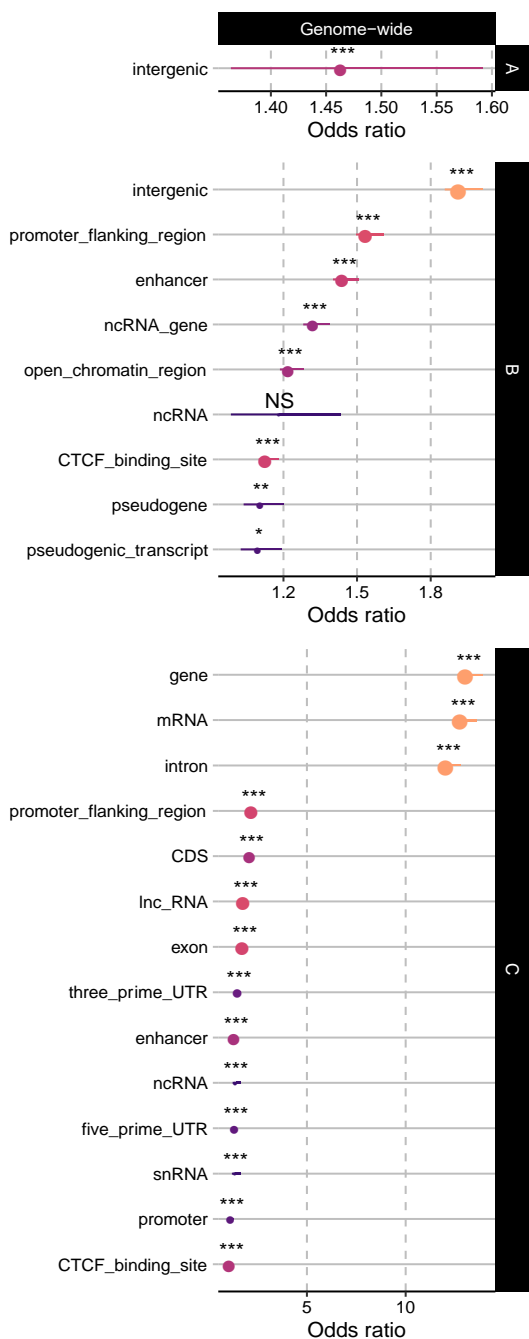 Genome-wide
***
intergenic
A
1.40 1.45 1.50 1.55 1.60
Odds ratio
***
intergenic
***
promoter_flanking_region
***
enhancer
***
ncRNA_gene
***
open_chromatin_region
NS
ncRNA
***
CTCF_binding_site
**
pseudogene
*
pseudogenic_transcript
B
1.2 1.5 1.8
Odds ratio
***
gene
***
mRNA
***
intron
***
promoter_flanking_region
***
CDS
***
lnc_RNA
***
exon
***
three_prime_UTR
***
enhancer
***
ncRNA
***
five_prime_UTR
***
snRNA
***
promoter
***
CTCF_binding_site
C
5 10
Odds ratio